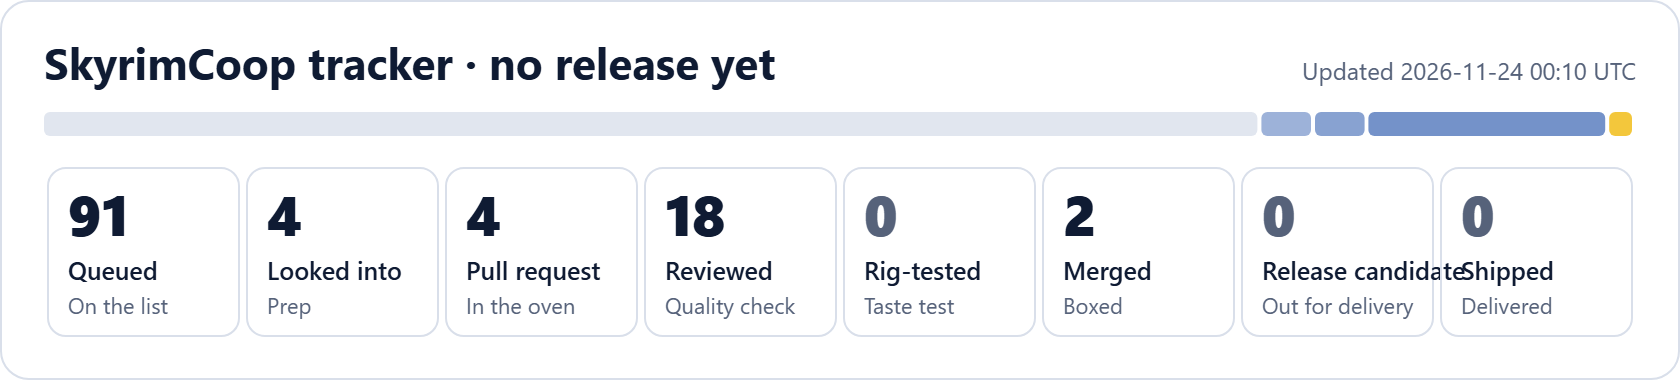 SkyrimCoop tracker · no release yet
Updated 2026-11-24 00:10 UTC
91
Queued
On the list
4
Looked into
Prep
4
Pull request
In the oven
18
Reviewed
Quality check
0
Rig-tested
Taste test
2
Merged
Boxed
0
Release candidate
Out for delivery
0
Shipped
Delivered